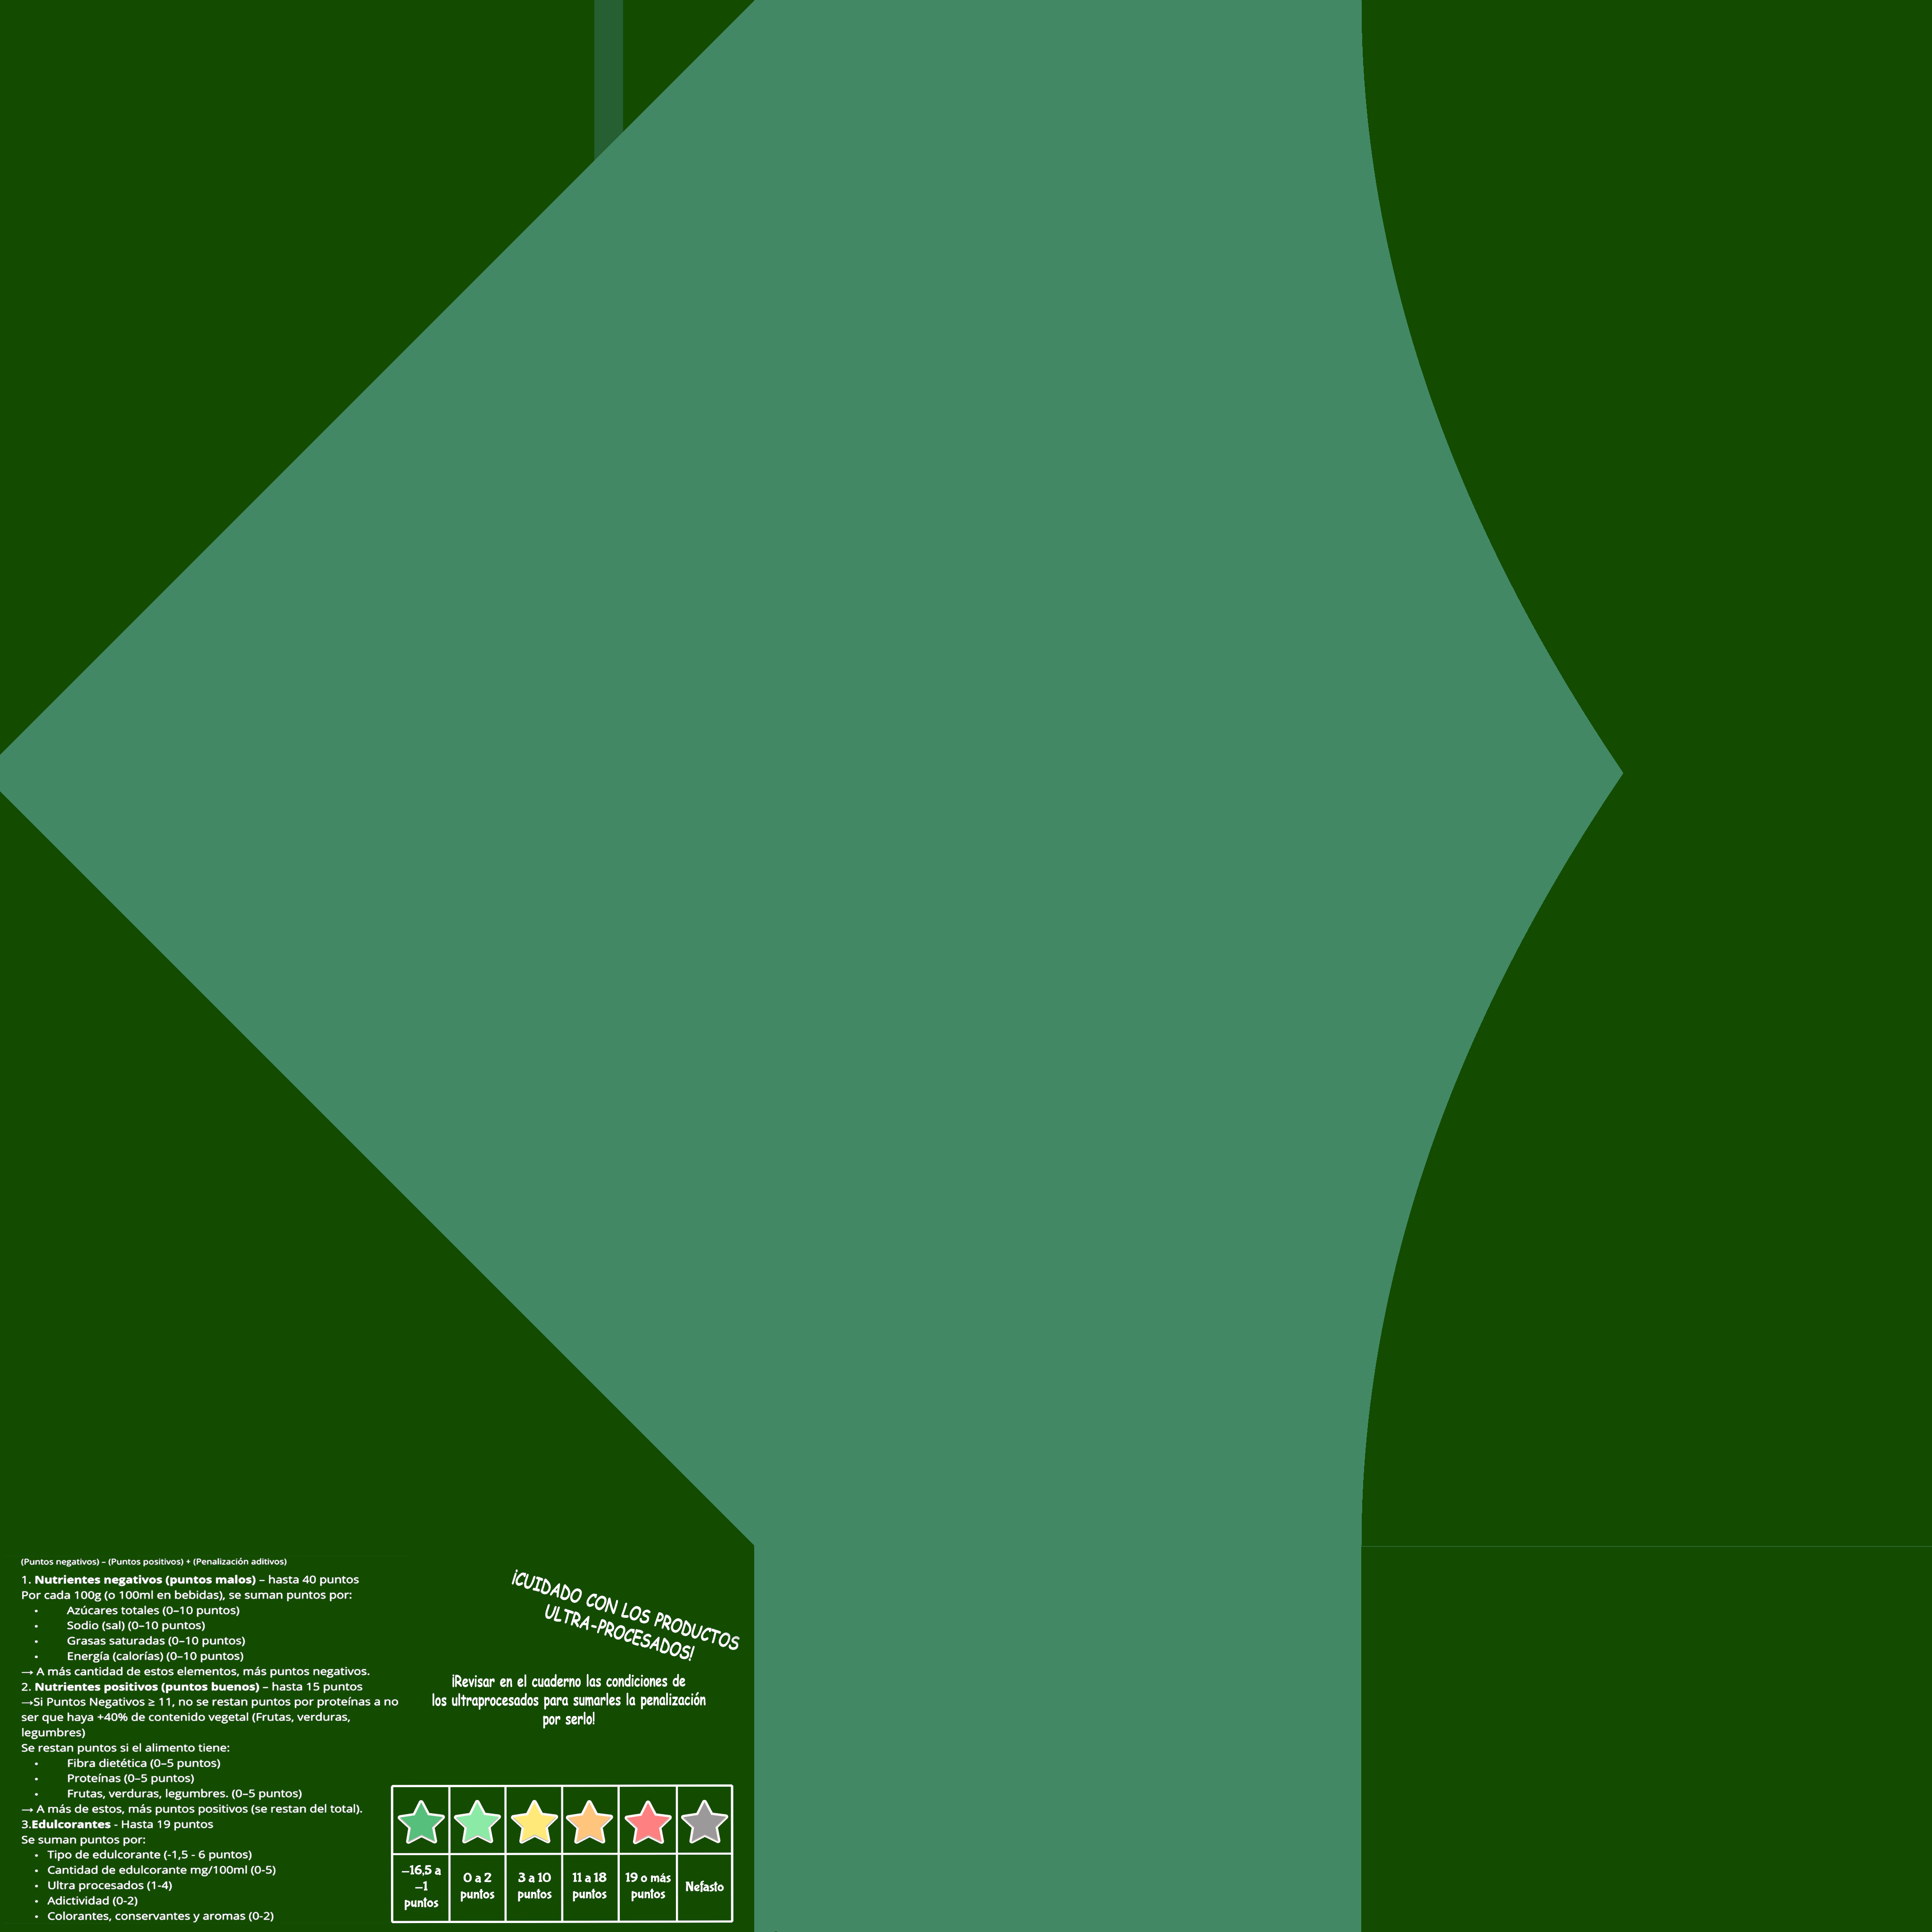 (Puntos negativos) – (Puntos positivos) + (Penalización aditivos)
1. Nutrientes negativos (puntos malos) – hasta 40 puntos
Por cada 100g (o 100ml en bebidas), se suman puntos por:
• Azúcares totales (0–10 puntos)
• Sodio (sal) (0–10 puntos)
• Grasas saturadas (0–10 puntos)
• Energía (calorías) (0–10 puntos)
→ A más cantidad de estos elementos, más puntos negativos.
2. Nutrientes positivos (puntos buenos) – hasta 15 puntos
→Si Puntos Negativos ≥ 11, no se restan puntos por proteínas a no
ser que haya +40% de contenido vegetal (Frutas, verduras,
legumbres)
Se restan puntos si el alimento tiene:
• Fibra dietética (0–5 puntos)
• Proteínas (0–5 puntos)
• Frutas, verduras, legumbres. (0–5 puntos)
→ A más de estos, más puntos positivos (se restan del total).
3.Edulcorantes - Hasta 19 puntos
Se suman puntos por:
• Tipo de edulcorante (-1,5 - 6 puntos)
• Cantidad de edulcorante mg/100ml (0-5)
• Ultra procesados (1-4)
• Adictividad (0-2)
• Colorantes, conservantes y aromas (0-2)
¡CUIDADO CON LOS PRODUCTOS
ULTRA-PROCESADOS!
¡Revisar en el cuaderno las condiciones de
los ultraprocesados para sumarles la penalización
por serlo!
–16,5 a
–1
puntos
0 a 2
puntos
3 a 10
puntos
11 a 18
puntos
19 o más
puntos
Nefasto